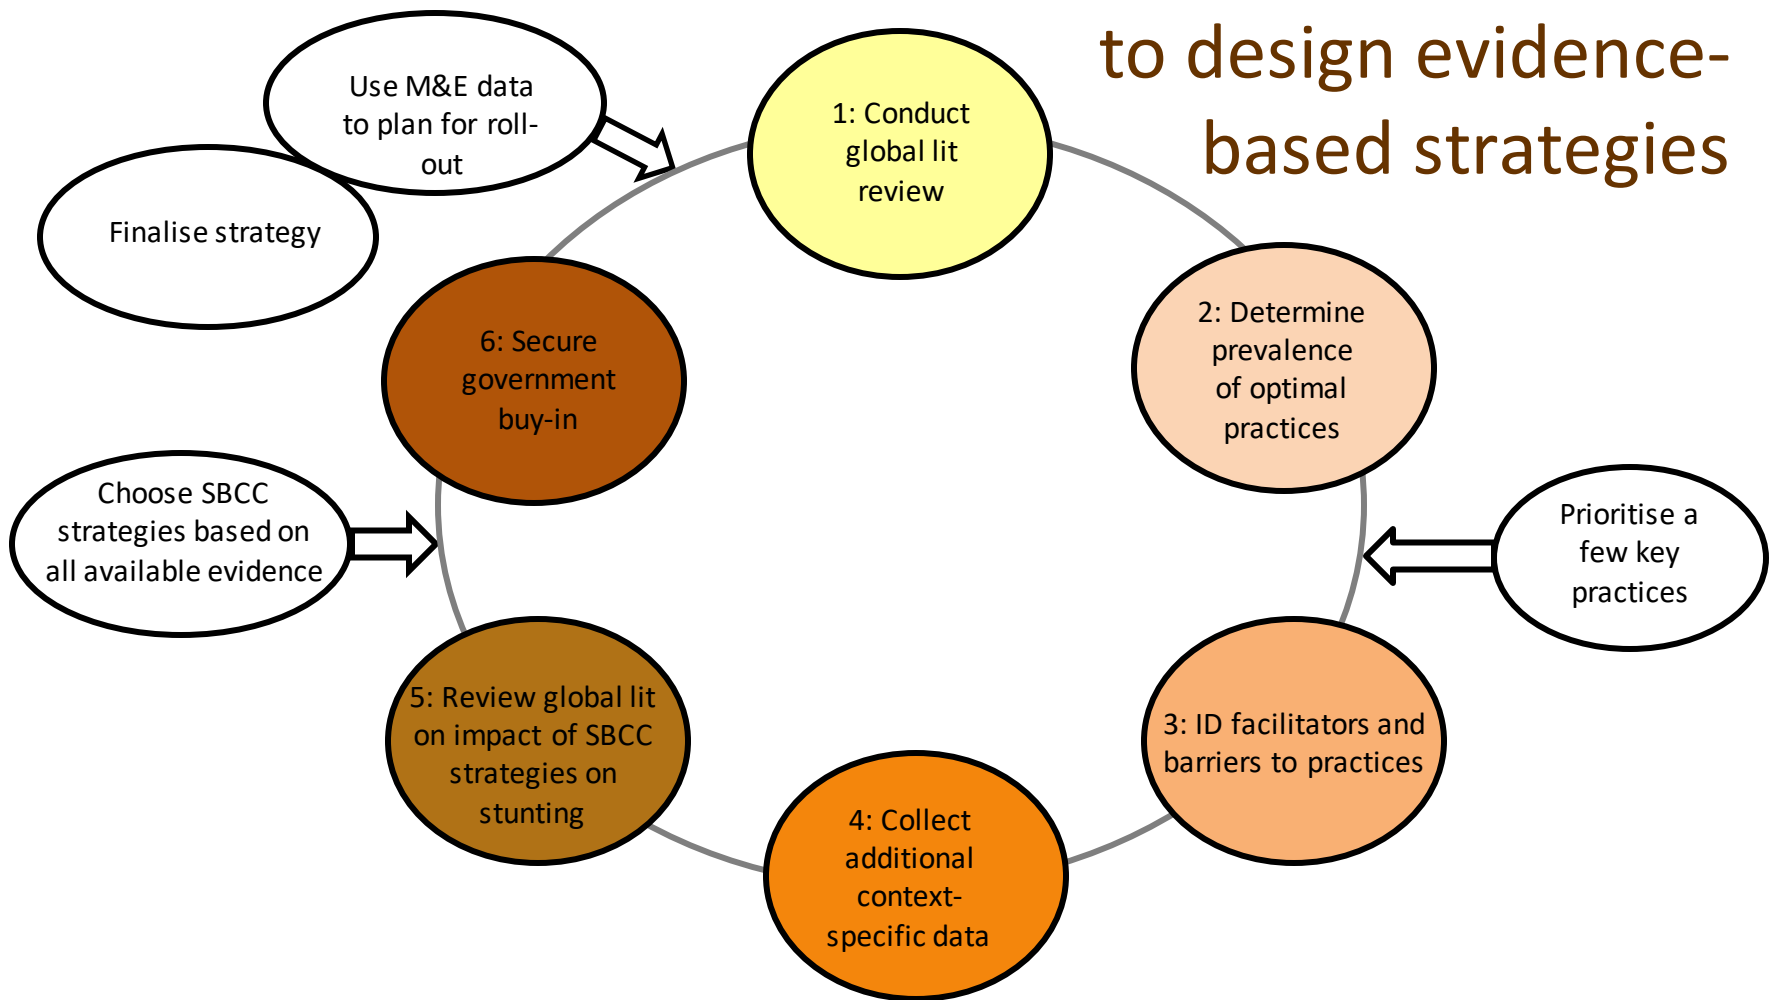 to design evidence-
based strategies
Use M&E data
to plan for roll-
out
Finalise strategy
1: Conduct
global lit
review
2: Determine
prevalence
of optimal
practices
Prioritise a
few key
practices
3: ID facilitators and
barriers to practices
4: Collect
additional
context-
specific data
5: Review global lit
on impact of SBCC
strategies on
stunting
Choose SBCC
strategies based on
all available evidence
6: Secure
government
buy-in